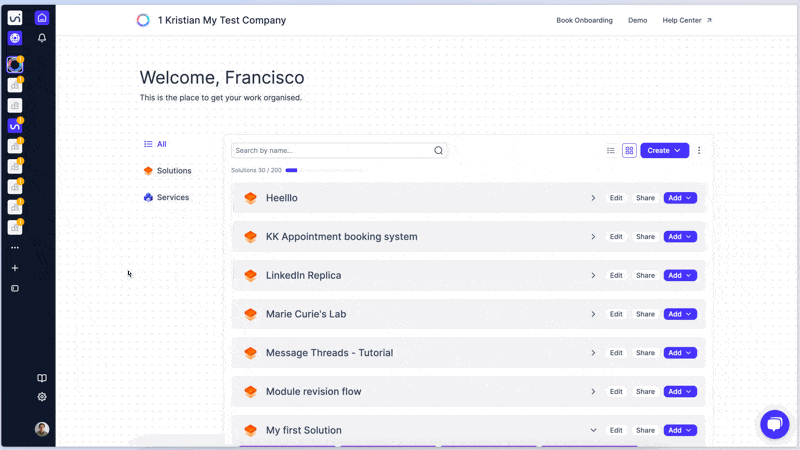 1 Kristian My Test Company
Book Onboarding Demo Help Center
Welcome, Francisco
This is the place to get your work organised.
All
Solutions
Services
Search by name...
Create
Solutions 30 / 200
Heelllo Edit Share Add
KK Appointment booking system Edit Share Add
LinkedIn Replica Edit Share Add
Marie Curie's Lab Edit Share Add
Message Threads - Tutorial Edit Share Add
Module revision flow Edit Share Add
My first Solution Edit Share Add